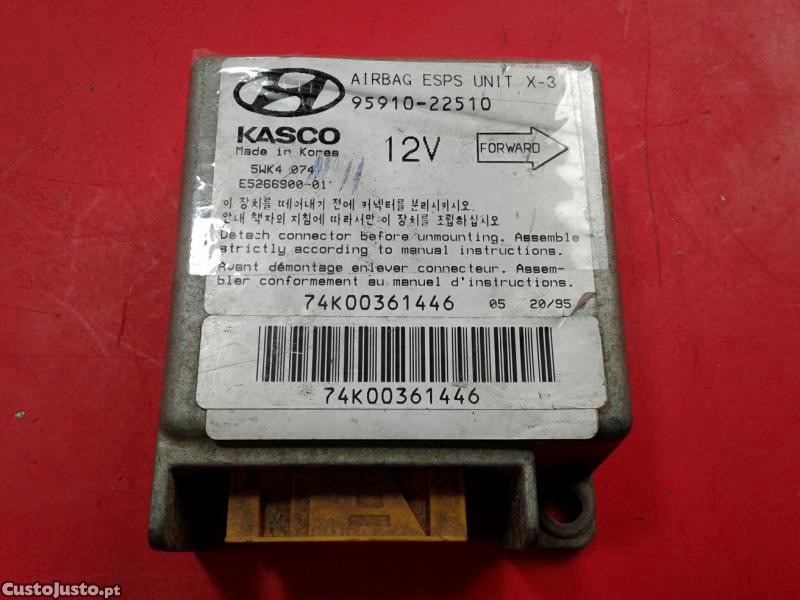 AIRBAG ESPS UNIT X-3
95910-22510
KASCO
Made in Korea
12V
FORWARD
5WK4 074
E5266900-01
이 장치를 떼어내기 전에 커넥터를 분리시키시오.
안내 책자의 지침에 따라서만 이 장치를 조립하십시오
Detach connector before unmounting. Assemble
strictly according to manual instructions.
Avant démontage enlever connecteur. Assem-
bler conformement au manuel d'instructions.
74K00361446 05 20/95
74K00361446
CustoJusto.pt